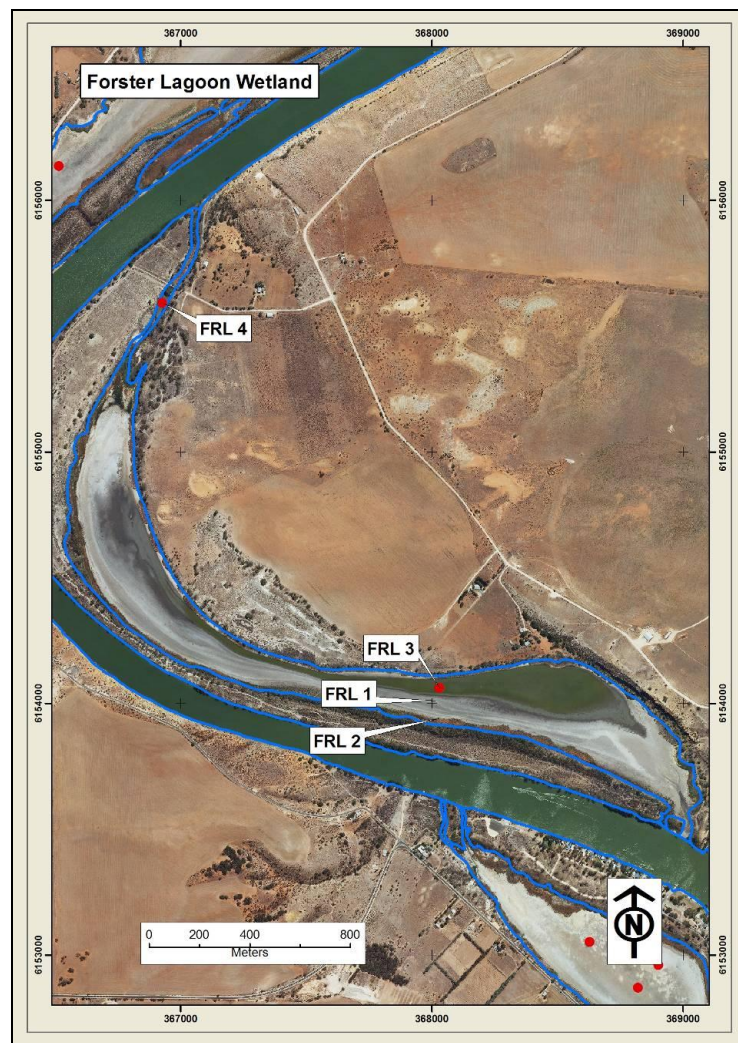 367000 368000 369000
Forster Lagoon Wetland
6156000 6156000
FRL 4
6155000 6155000
FRL 3
FRL 1
6154000 6154000
FRL 2
N
0 200 400 800
Meters
6153000 6153000
367000 368000 369000